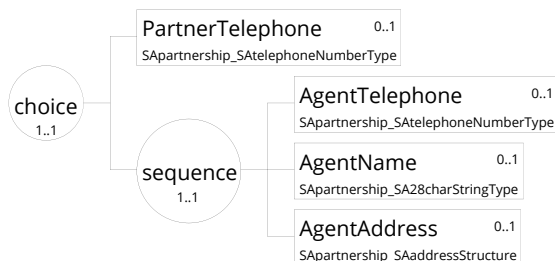 PartnerTelephone 0..1
SApartnership_SAtelephoneNumberType
choice
1..1
AgentTelephone 0..1
SApartnership_SAtelephoneNumberType
sequence
1..1
AgentName 0..1
SApartnership_SA28charStringType
AgentAddress 0..1
SApartnership_SAaddressStructure